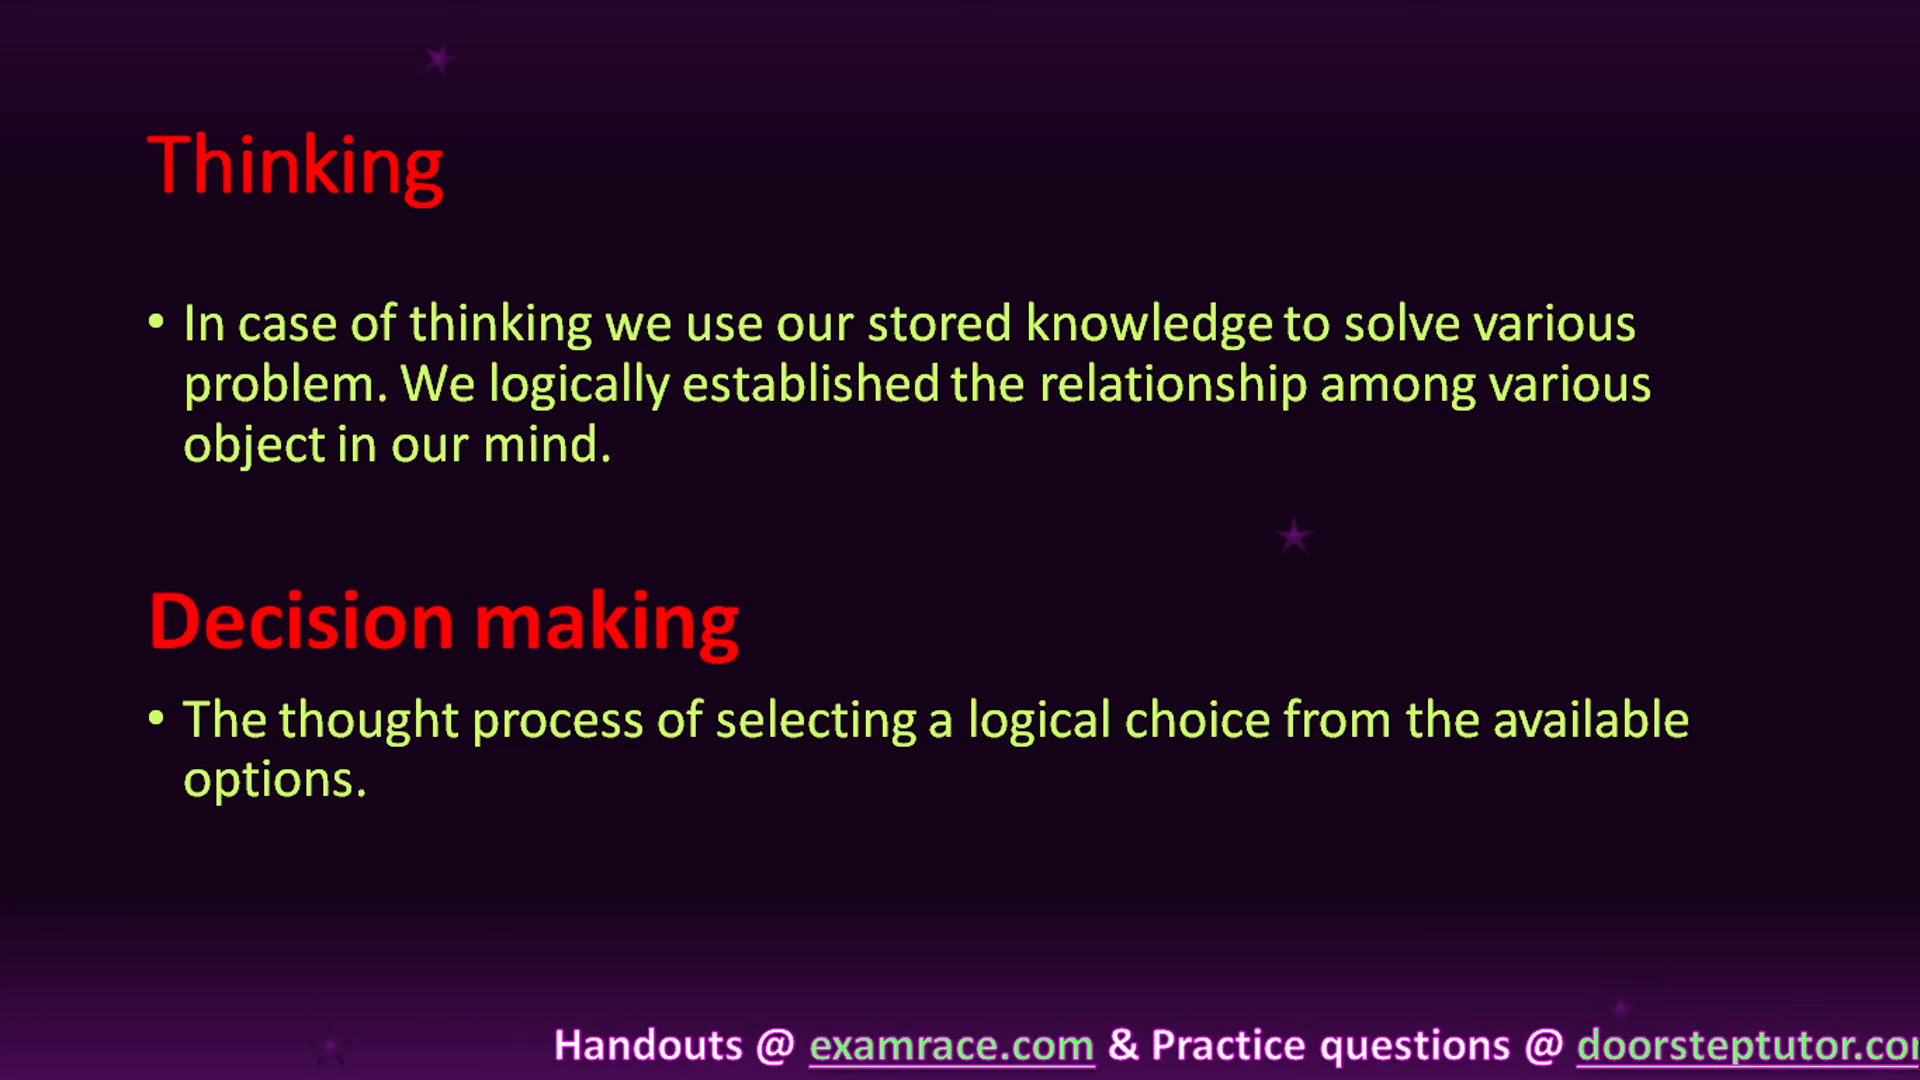 Thinking
• In case of thinking we use our stored knowledge to solve various
problem. We logically established the relationship among various
object in our mind.
Decision making
• The thought process of selecting a logical choice from the available
options.
Handouts @ examrace.com & Practice questions @ doorsteptutor.co